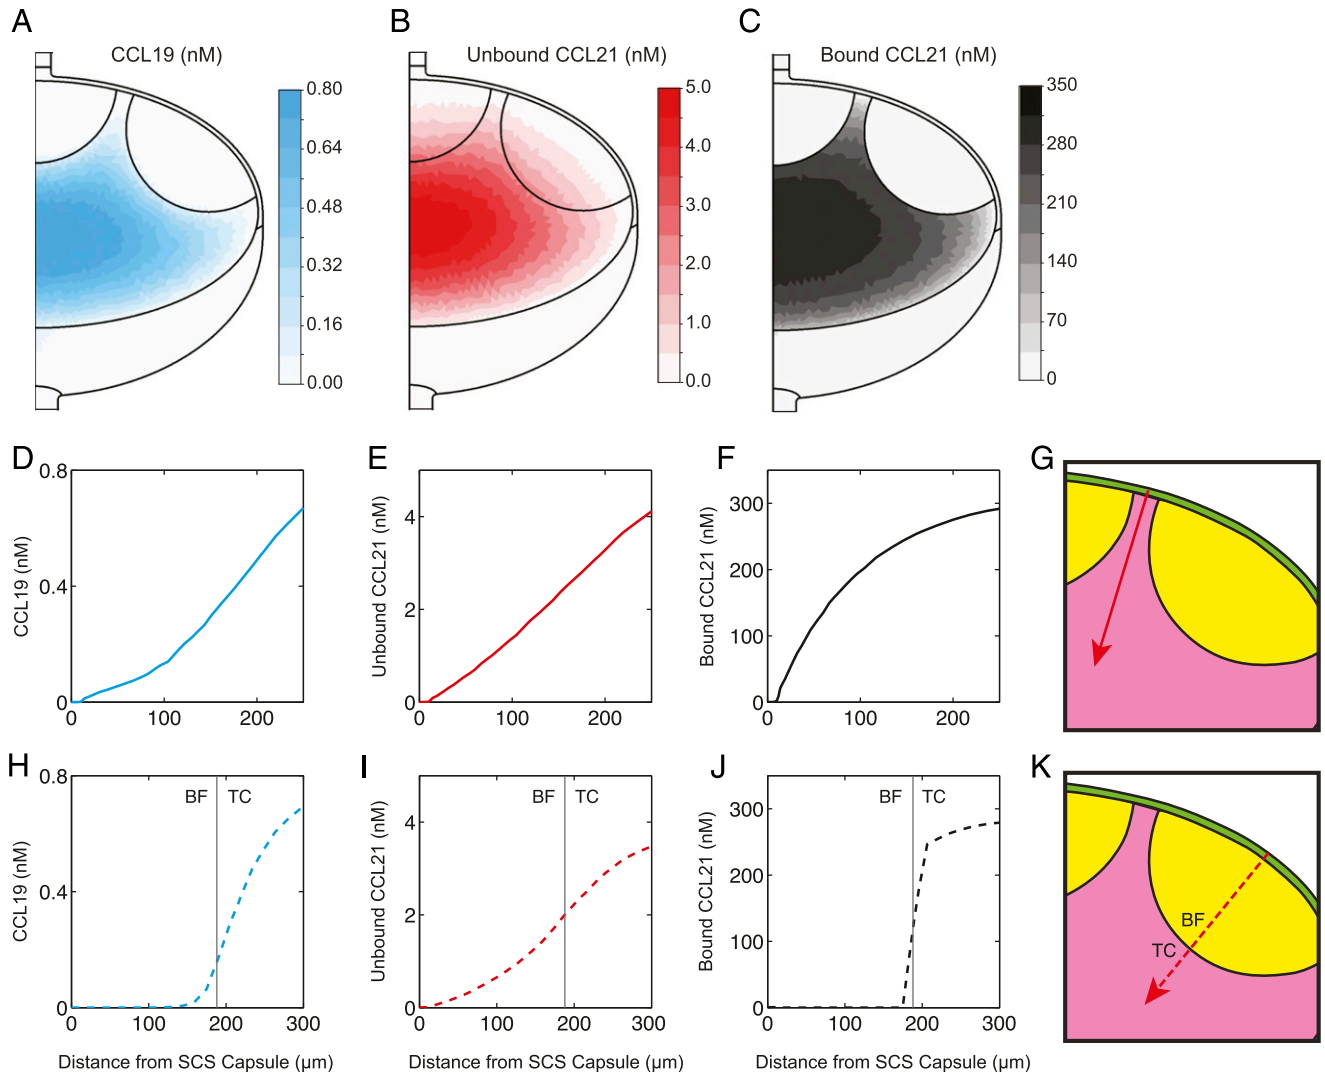 A
B
C
CCL19 (nM)
Unbound CCL21 (nM)
Bound CCL21 (nM)
0.80
0.64
0.48
0.32
0.16
0.00
5.0
4.0
3.0
2.0
1.0
0.0
350
280
210
140
70
0
D
CCL19 (nM)
0.8
0.4
0
0
100
200
E
Unbound CCL21 (nM)
4
2
0
0
100
200
F
Bound CCL21 (nM)
300
200
100
0
0
100
200
G
H
CCL19 (nM)
0.8
0.4
0
BF
TC
0
100
200
300
Distance from SCS Capsule (µm)
I
Unbound CCL21 (nM)
4
2
0
BF
TC
0
100
200
300
Distance from SCS Capsule (µm)
J
Bound CCL21 (nM)
300
200
100
0
BF
TC
0
100
200
300
Distance from SCS Capsule (µm)
K
BF
TC